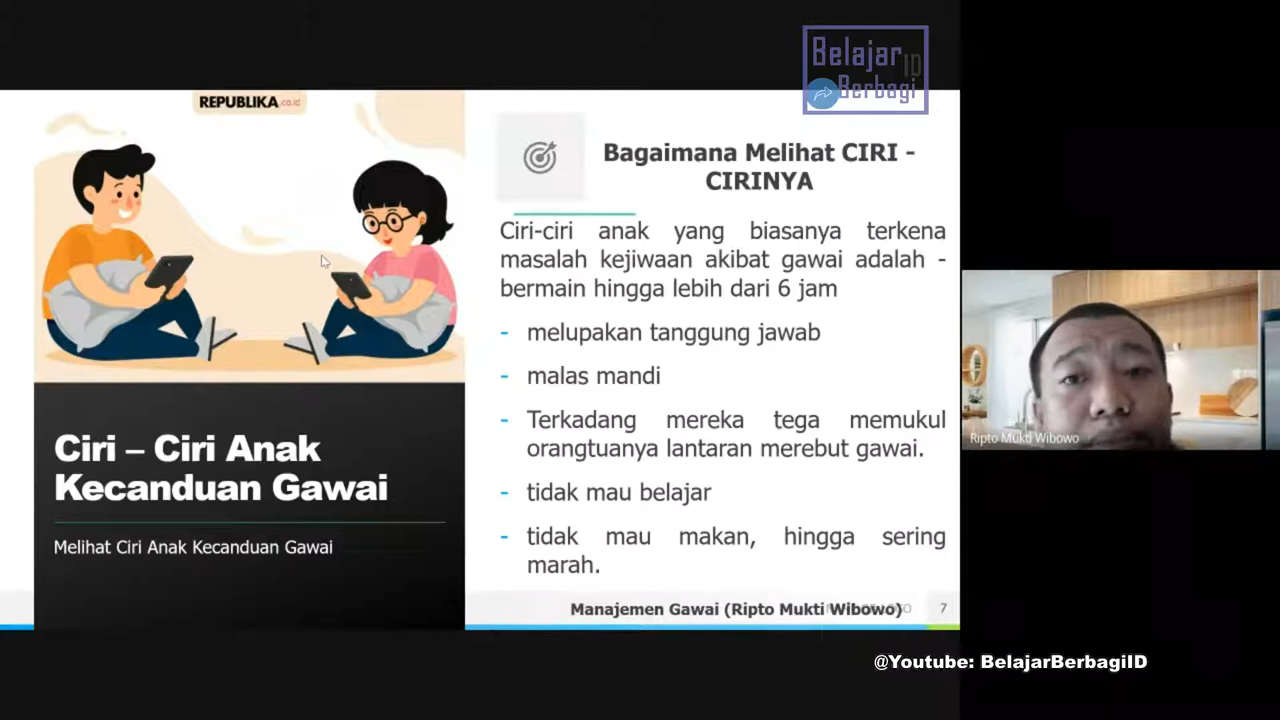 Belajar ID
Berbagi
REPUBLIKA.co.id
Bagaimana Melihat CIRI -
CIRINYA
Ciri-ciri anak yang biasanya terkena
masalah kejiwaan akibat gawai adalah -
bermain hingga lebih dari 6 jam
- melupakan tanggung jawab
- malas mandi
- Terkadang mereka tega memukul
orangtuanya lantaran merebut gawai.
- tidak mau belajar
- tidak mau makan, hingga sering
marah.
Ciri – Ciri Anak
Kecanduan Gawai
Melihat Ciri Anak Kecanduan Gawai
Manajemen Gawai (Ripto Mukti Wibowo)
7
Ripto Mukti Wibowo
@Youtube: BelajarBerbagiID